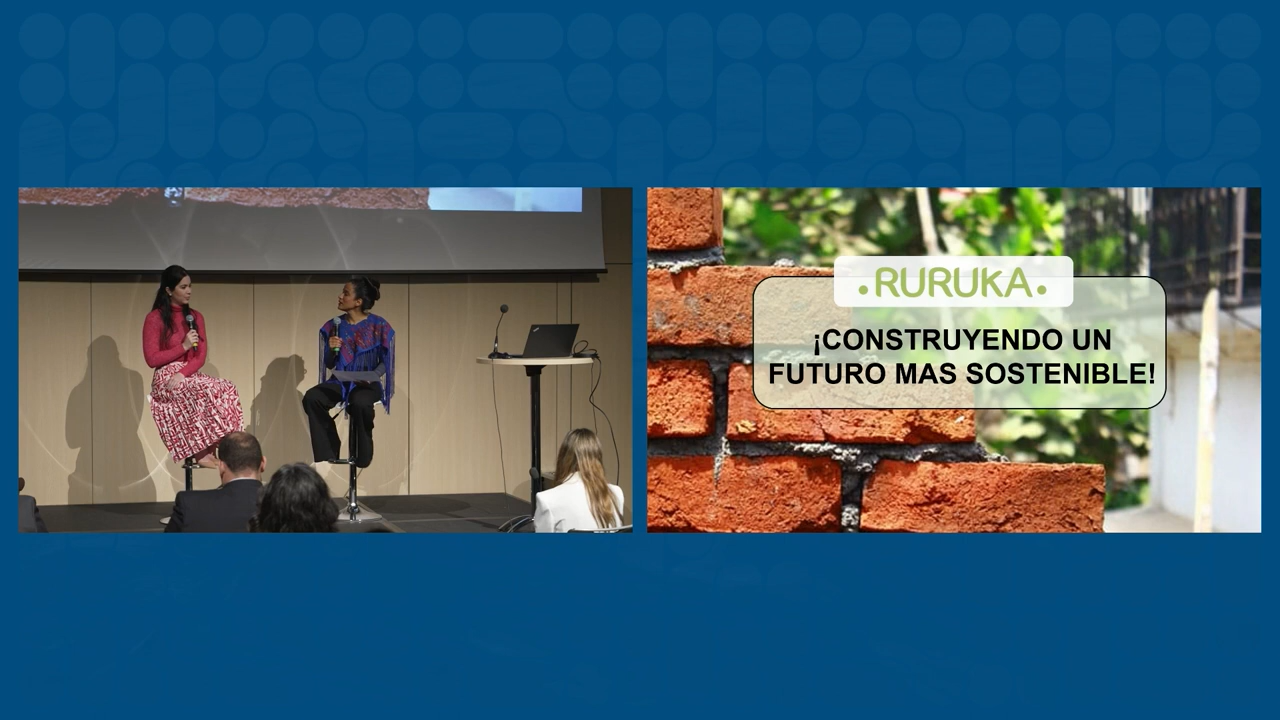 • RURUKA •
¡CONSTRUYENDO UN
FUTURO MAS SOSTENIBLE!